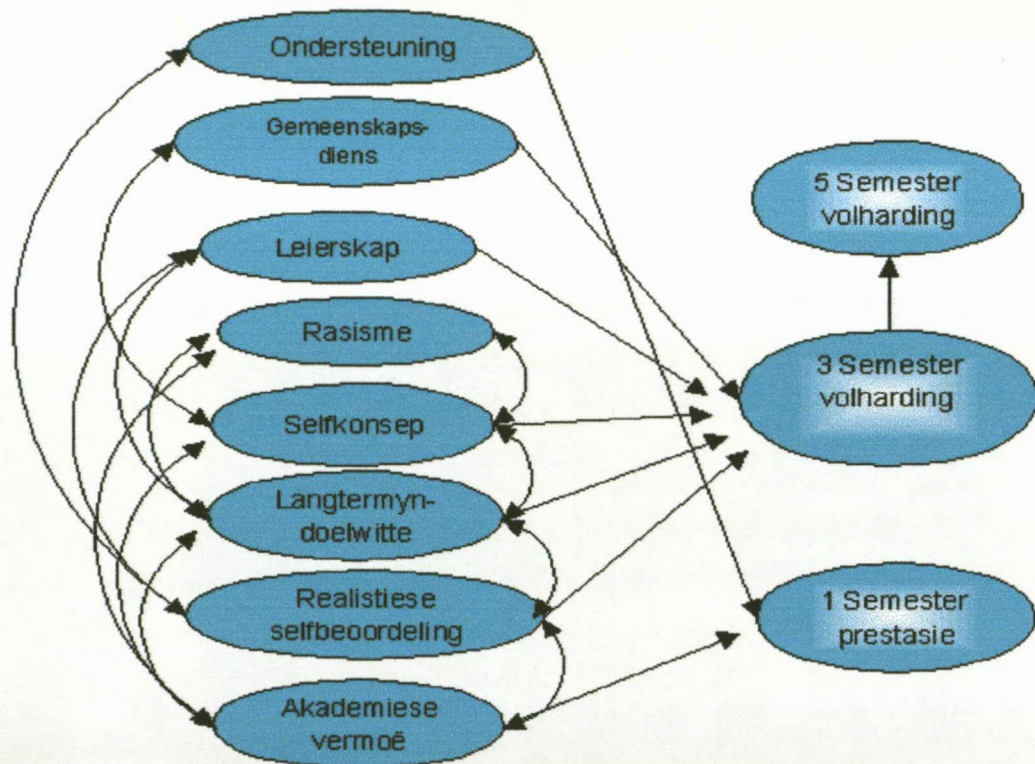 Ondersteuning
Gemeenskaps-
diens
Leierskap
Rasisme
Selfkonsep
Langtermyn-
doelwitte
Realistiese
selfbeoordeling
Akademiese
vermoë
5 Semester
volharding
3 Semester
volharding
1 Semester
prestasie